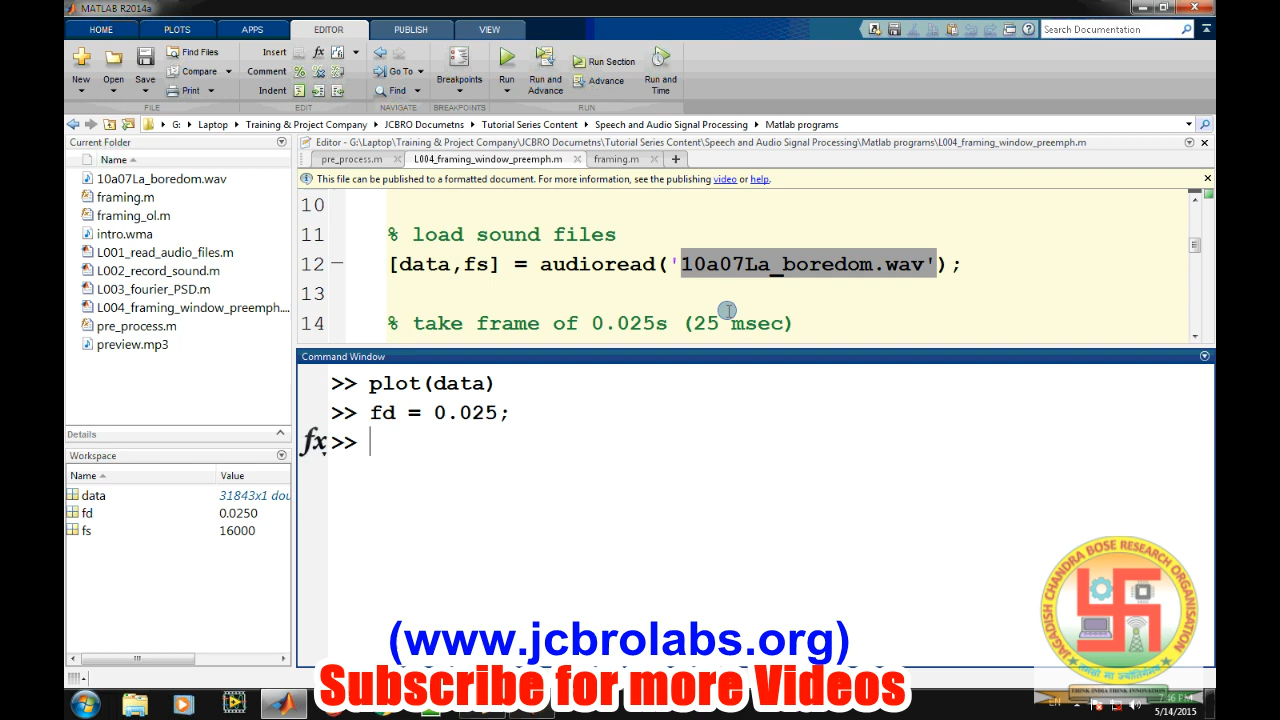 MATLAB R2014a
HOME PLOTS APPS EDITOR PUBLISH VIEW Search Documentation
New Open Save Find Files Compare Print Insert Comment Indent fx Go To Find Breakpoints Run Run and Advance Run Section Advance Run and Time
FILE EDIT NAVIGATE BREAKPOINTS RUN
G: Laptop Training & Project Company JCBRO Documetns Tutorial Series Content Speech and Audio Signal Processing Matlab programs
Current Folder
Name
10a07La_boredom.wav
framing.m
framing_ol.m
intro.wma
L001_read_audio_files.m
L002_record_sound.m
L003_fourier_PSD.m
L004_framing_window_preemph....
pre_process.m
preview.mp3
Details
Workspace
Name Value
data 31843x1 dou
fd 0.0250
fs 16000
Editor - G:\Laptop\Training & Project Company\JCBRO Documetns\Tutorial Series Content\Speech and Audio Signal Processing\Matlab programs\L004_framing_window_preemph.m
pre_process.m L004_framing_window_preemph.m framing.m
This file can be published to a formatted document. For more information, see the publishing video or help.
10
11 % load sound files
12 [data,fs] = audioread('10a07La_boredom.wav');
13
14 % take frame of 0.025s (25 msec)
Command Window
>> plot(data)
>> fd = 0.025;
fx >>
JAGADISH CHANDRA BOSE RESEARCH ORGANISATION
THINK INDIA THINK INNOVATION
(www.jcbrolabs.org)
Subscribe for more Videos
EN 7:46 PM
5/14/2015